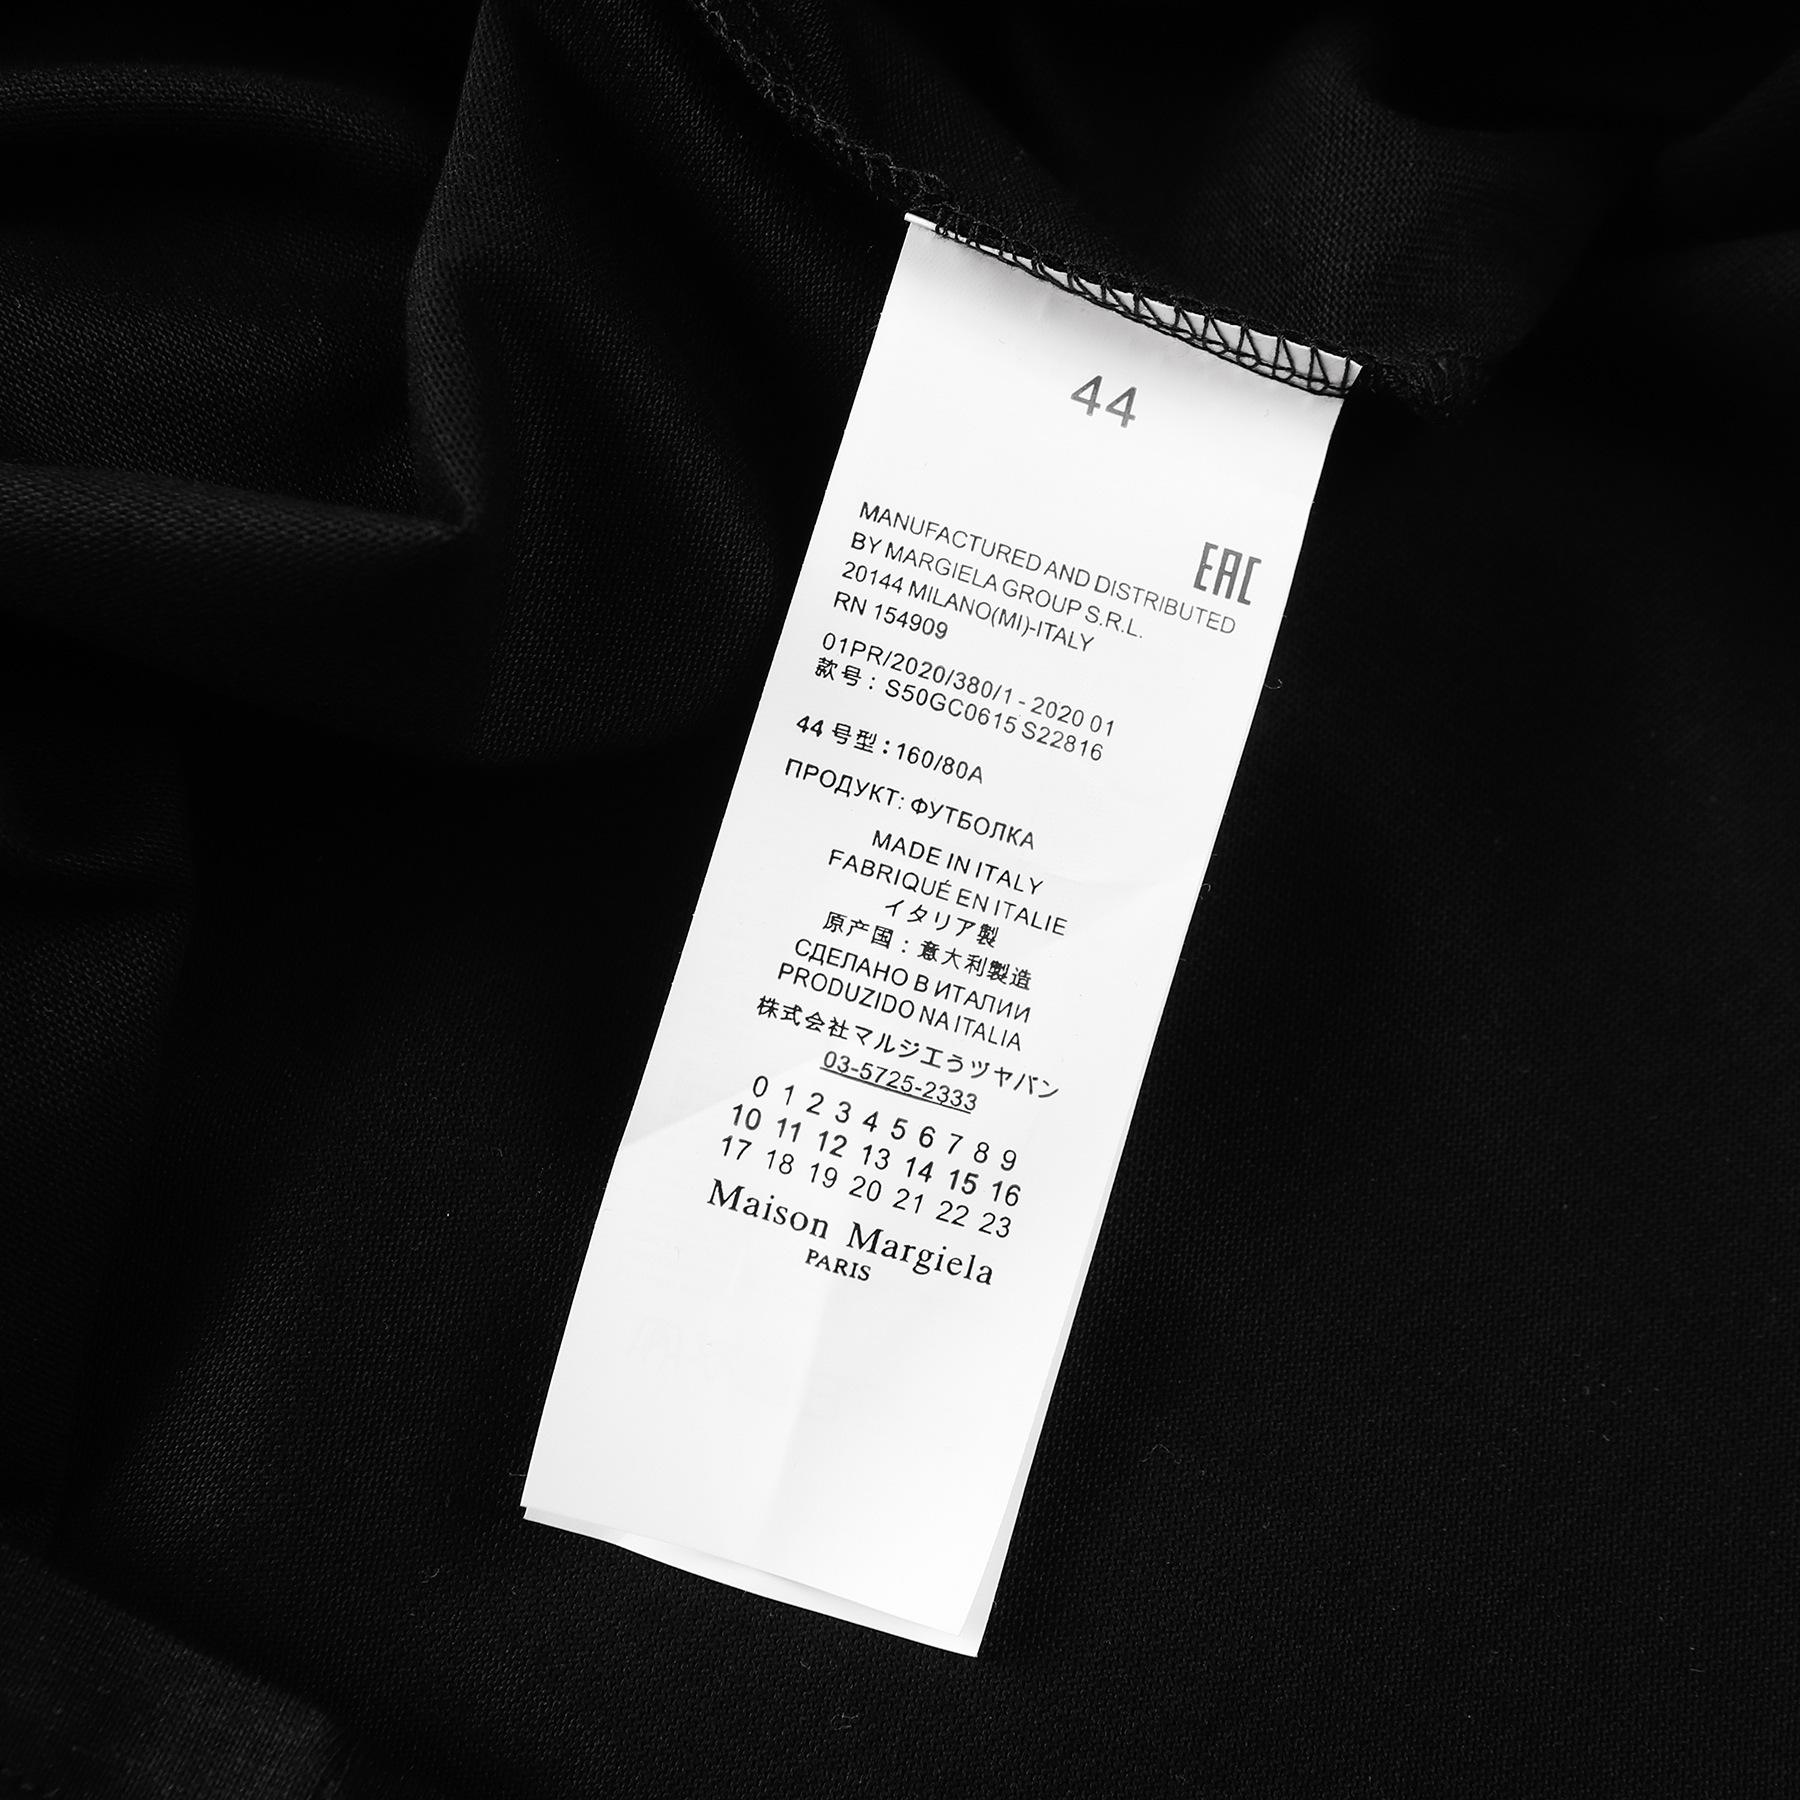 44
EAC
MANUFACTURED AND DISTRIBUTED
BY MARGIELA GROUP S.R.L.
20144 MILANO(MI)-ITALY
RN 154909
01PR/2020/380/1 - 2020 01
款号：S50GC0615 S22816
44 号型：160/80A
ПРОДУКТ: ФУТБОЛКА
MADE IN ITALY
FABRIQUÉ EN ITALIE
イタリア製
原产国：意大利製造
СДЕЛАНО В ИТАЛИИ
PRODUZIDO NA ITALIA
株式会社マルジエうヅヤバン
03-5725-2333
0 1 2 3 4 5 6 7 8 9
10 11 12 13 14 15 16
17 18 19 20 21 22 23
Maison Margiela
PARIS